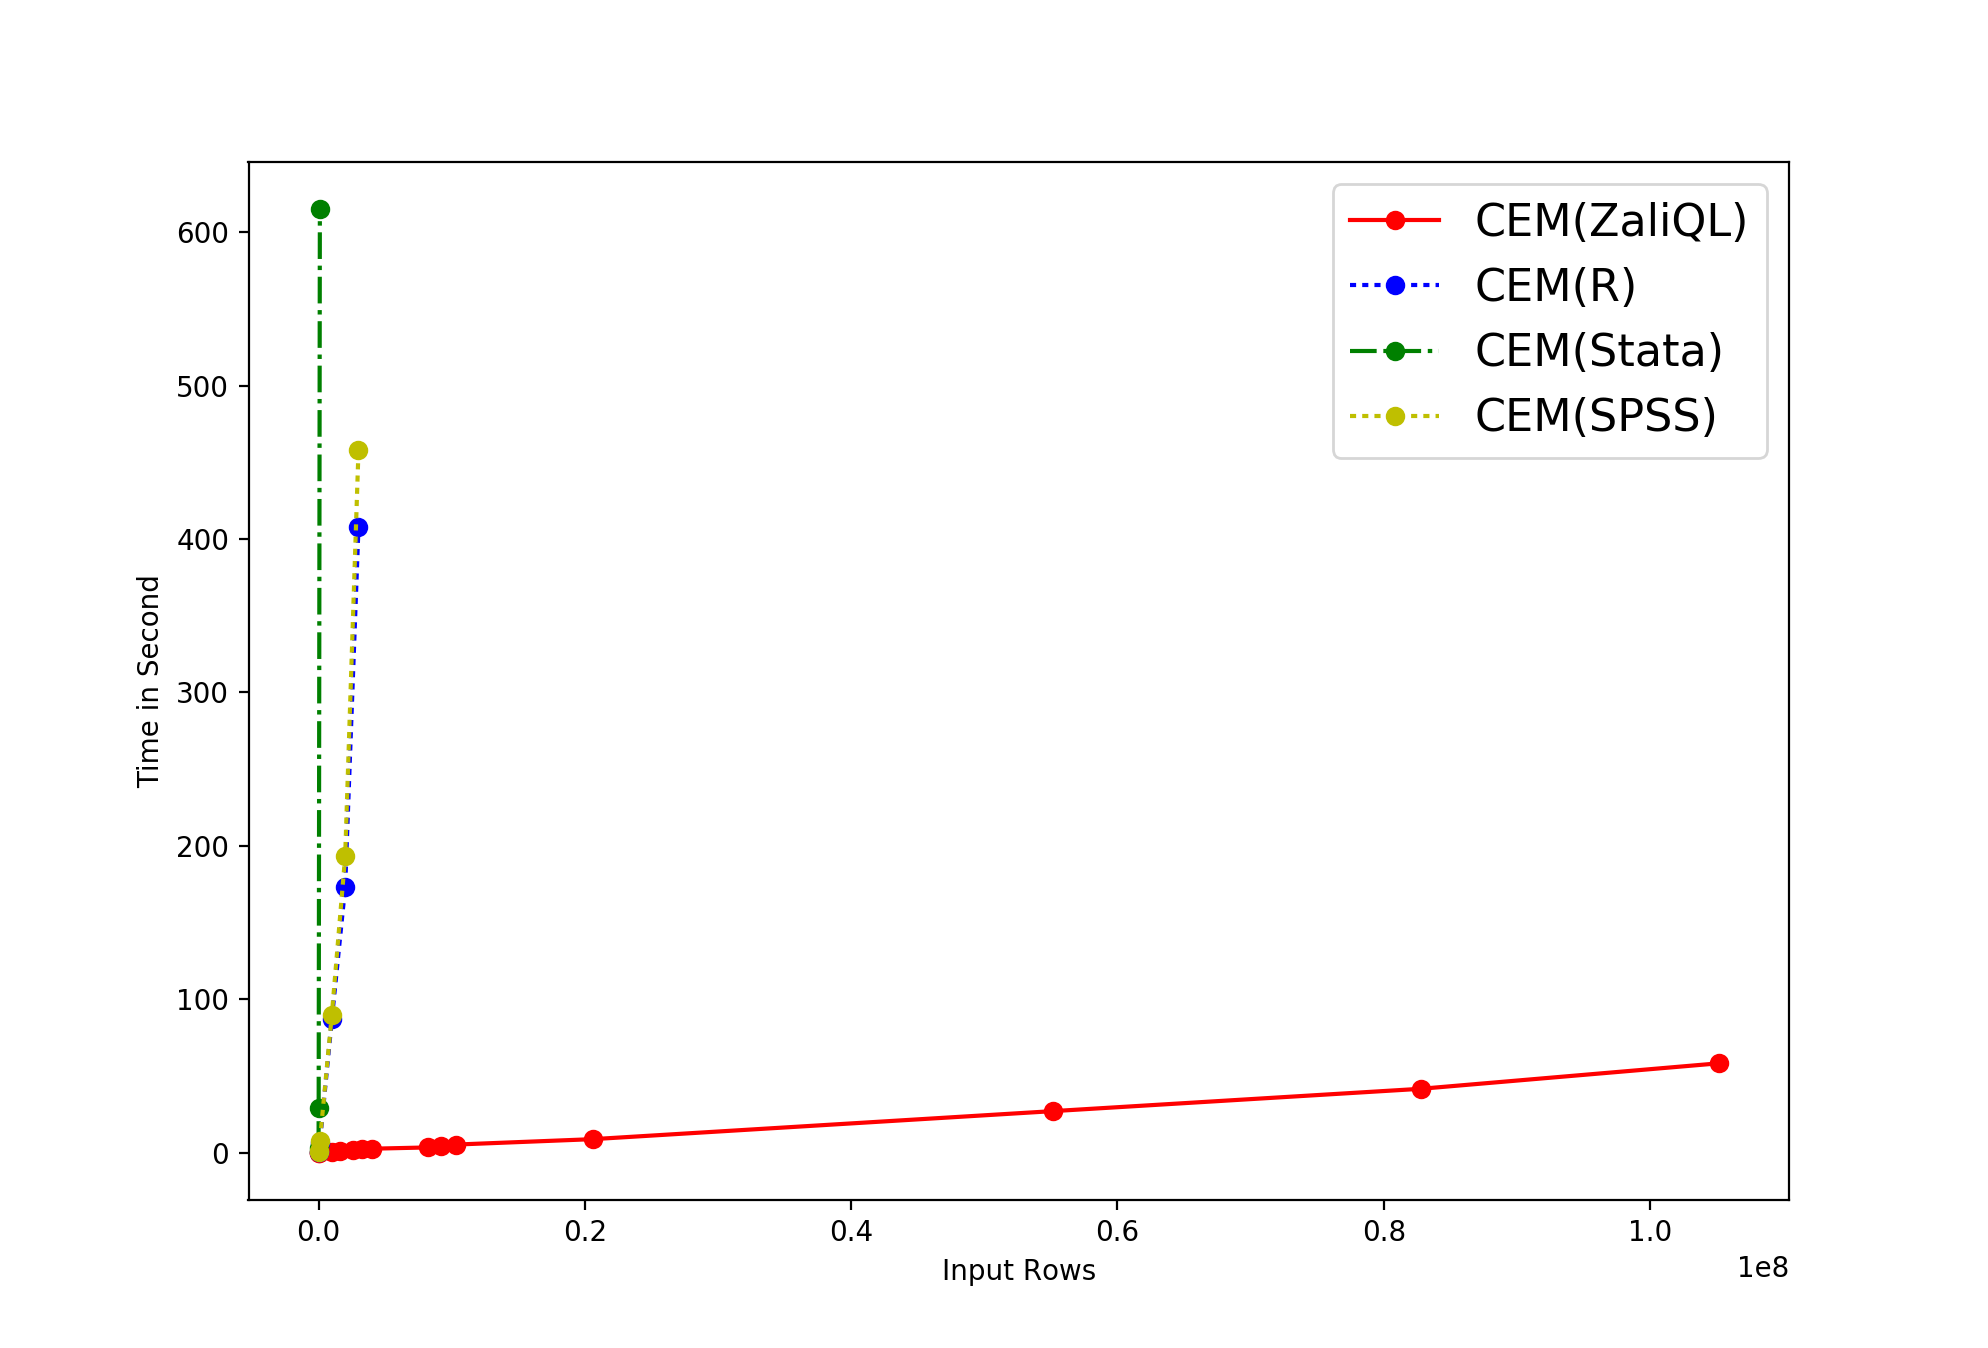 CEM(ZaliQL)
CEM(R)
CEM(Stata)
CEM(SPSS)
600
500
400
300
200
100
0
Time in Second
0.0 0.2 0.4 0.6 0.8 1.0
Input Rows
1e8